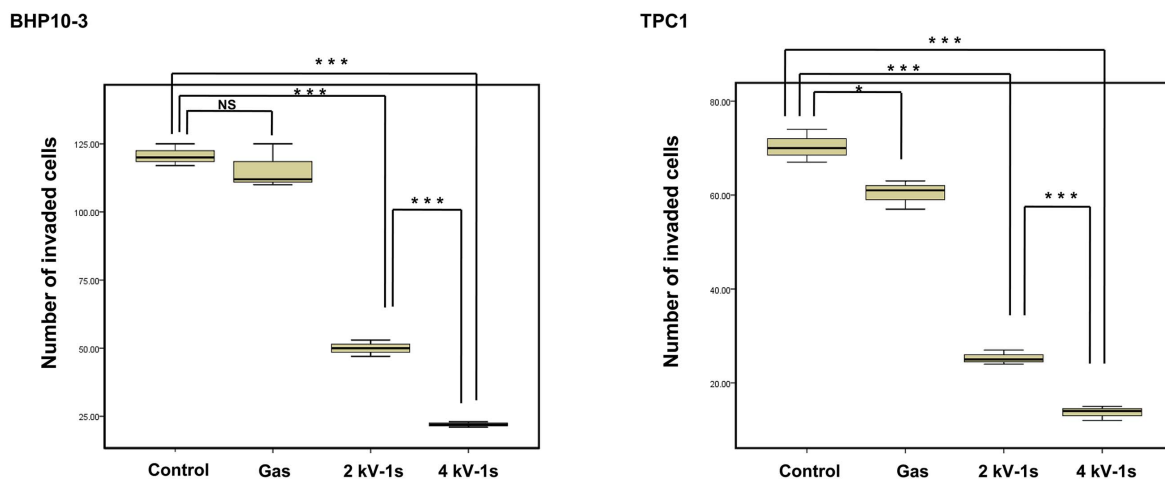 BHP10-3
* * *
* * *
NS
* * *
125.00
100.00
75.00
50.00
25.00
Number of invaded cells
Control Gas 2 kV-1s 4 kV-1s
TPC1
* * *
* * *
*
* * *
80.00
60.00
40.00
20.00
Number of invaded cells
Control Gas 2 kV-1s 4 kV-1s